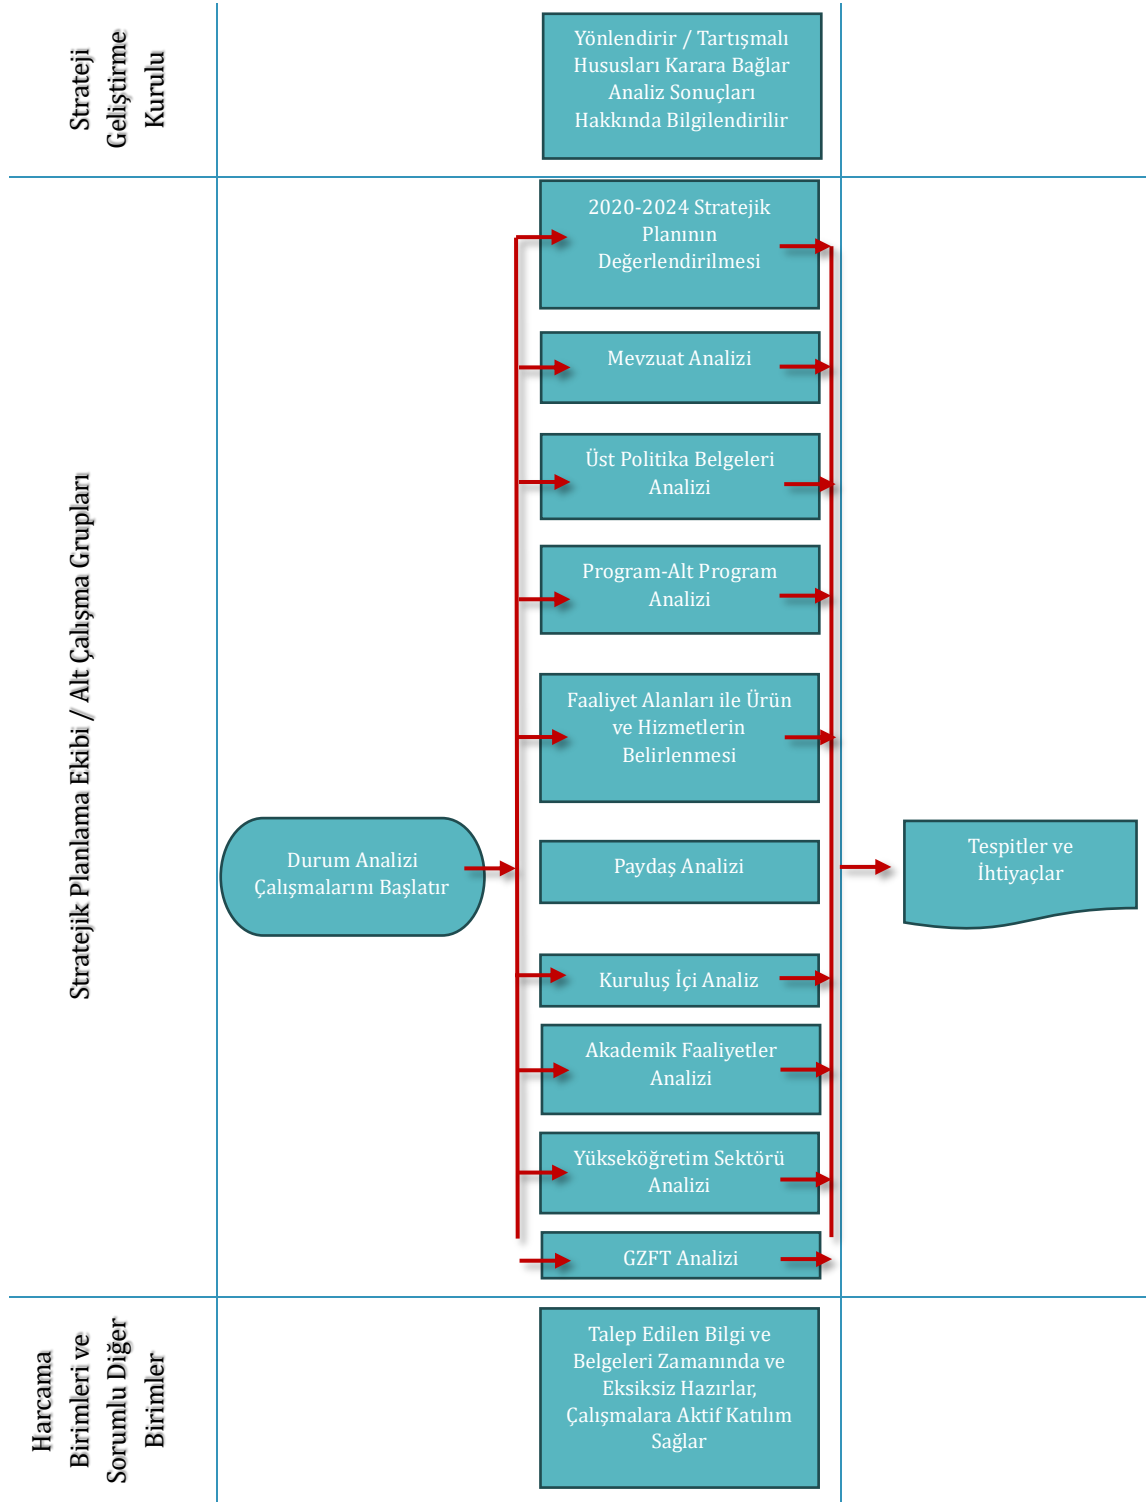 Strateji
Geliştirme
Kurulu
Yönlendirir / Tartışmalı
Hususları Karara Bağlar
Analiz Sonuçları
Hakkında Bilgilendirilir
Stratejik Planlama Ekibi / Alt Çalışma Grupları
Durum Analizi
Çalışmalarını Başlatır
2020-2024 Stratejik
Planının
Değerlendirilmesi
Mevzuat Analizi
Üst Politika Belgeleri
Analizi
Program-Alt Program
Analizi
Faaliyet Alanları ile Ürün
ve Hizmetlerin
Belirlenmesi
Paydaş Analizi
Kuruluş İçi Analiz
Akademik Faaliyetler
Analizi
Yükseköğretim Sektörü
Analizi
GZFT Analizi
Tespitler ve
İhtiyaçlar
Harcama
Birimleri ve
Sorumlu Diğer
Birimler
Talep Edilen Bilgi ve
Belgeleri Zamanında ve
Eksiksiz Hazırlar,
Çalışmalara Aktif Katılım
Sağlar